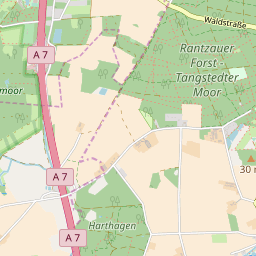 Waldstraße
Rantzauer
Forst -
Tangstedter
Moor
A 7
moor
A 7
30 m
Harthagen
A 7